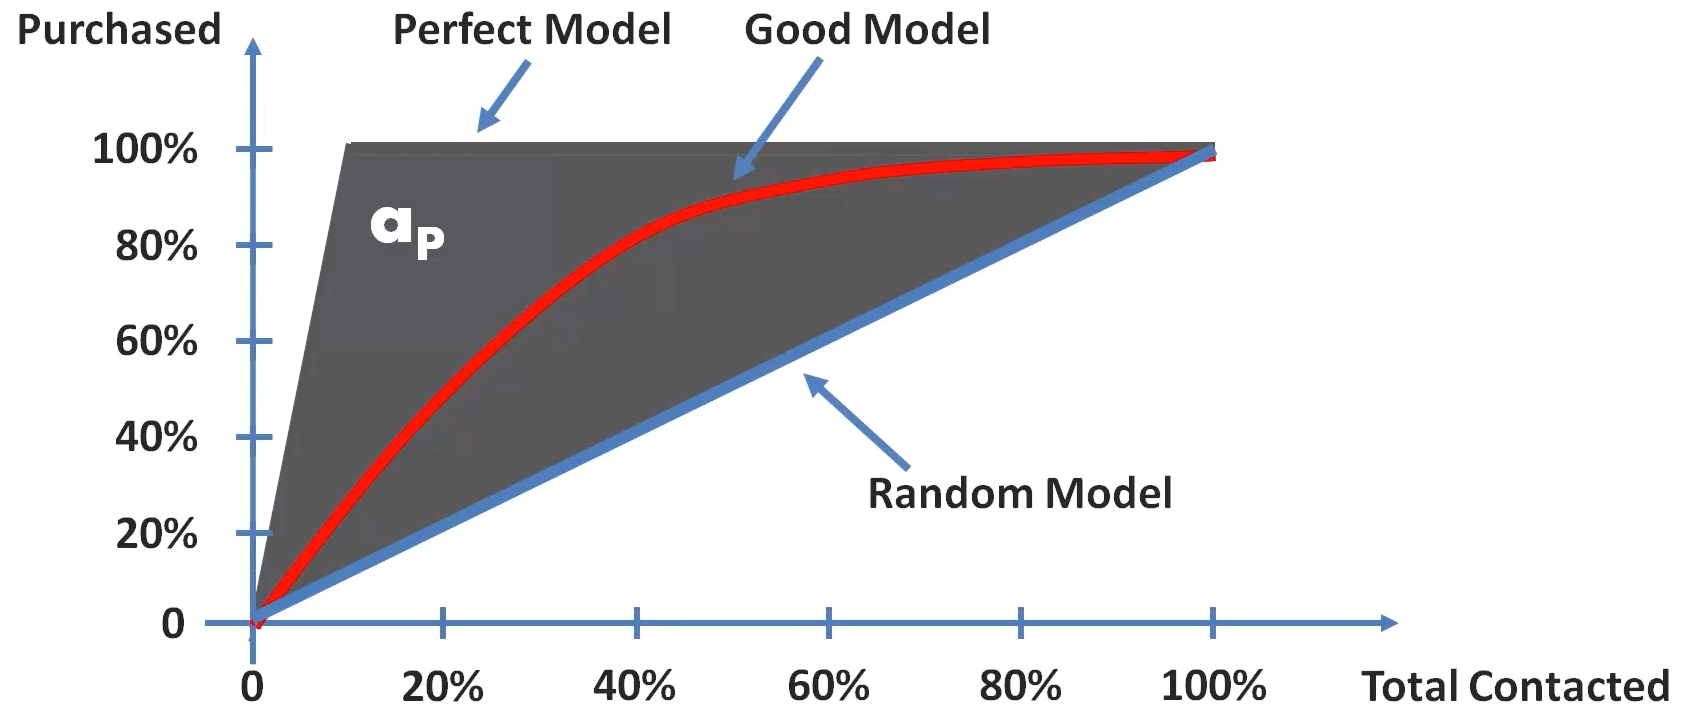 Purchased
Perfect Model
Good Model
100%
aP
80%
60%
40%
Random Model
20%
0
0 20% 40% 60% 80% 100% Total Contacted